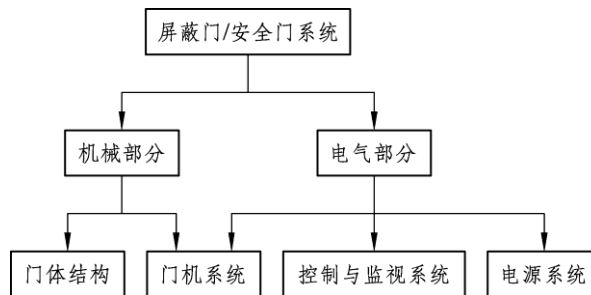 屏蔽门/安全门系统
机械部分
电气部分
门体结构
门机系统
控制与监视系统
电源系统